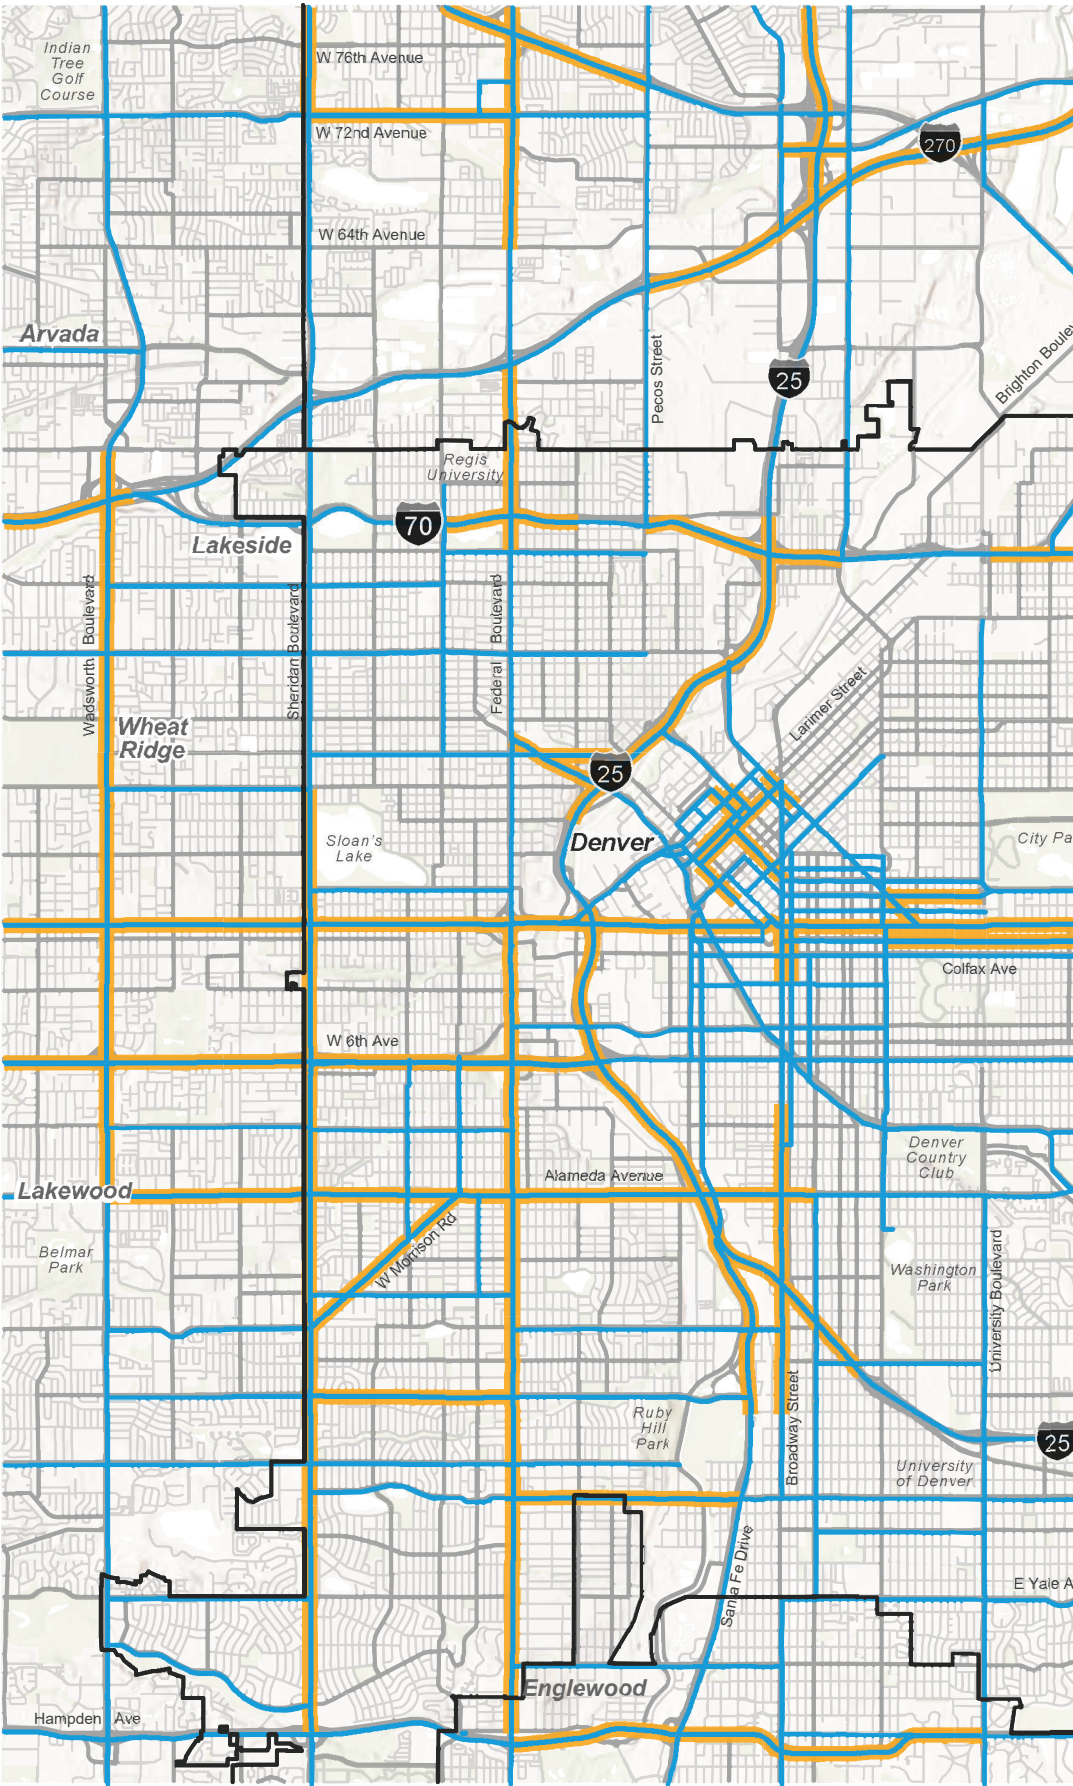 Indian
Tree
Golf
Course
W 76th Avenue
W 72nd Avenue
270
W 64th Avenue
Arvada
Pecos Street
25
Brighton Boule
Regis
University
70
Lakeside
Wadsworth Boulevard
Sheridan Boulevard
Federal Boulevard
Larimer Street
Wheat
Ridge
25
Sloan's
Lake
Denver
City Pa
Colfax Ave
W 6th Ave
Denver
Country
Club
Alameda Avenue
Lakewood
W Morrison Rd
Belmar
Park
Washington
Park
University Boulevard
Broadway Street
Ruby
Hill
Park
25
University
of Denver
Santa Fe Drive
E Yale A
Englewood
Hampden Ave